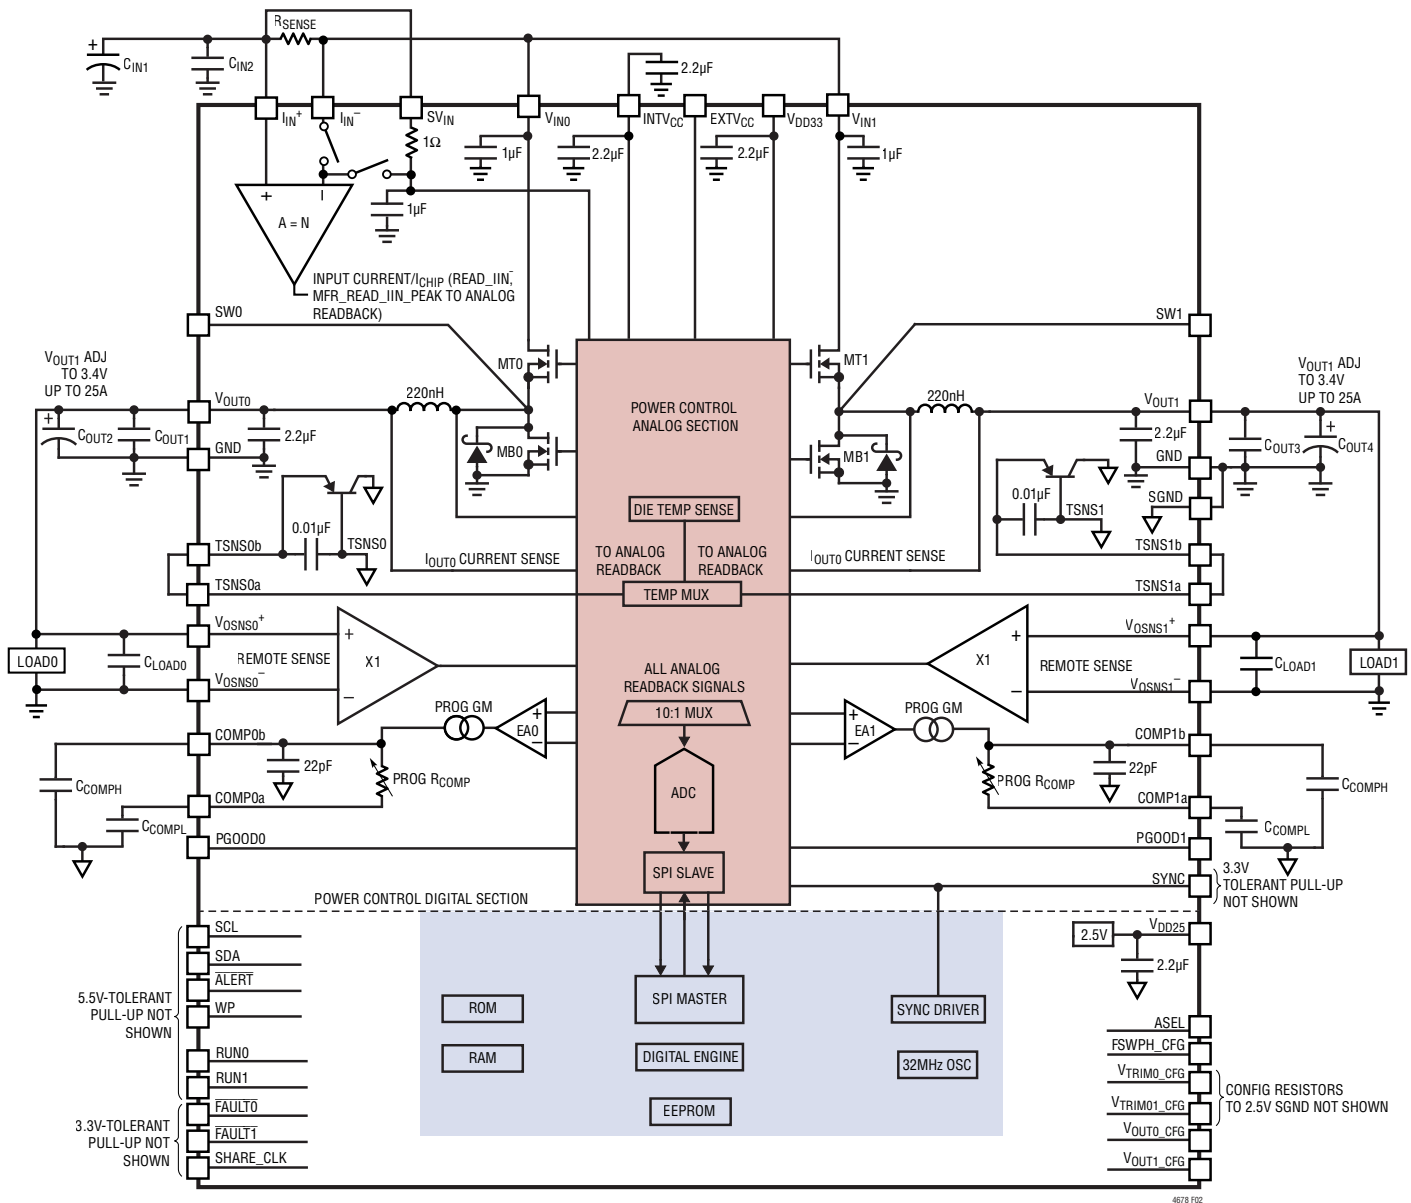 RSENSE
+
CIN1
CIN2
2.2µF
IIN+
IIN−
SVIN
VIN0
INTVCC
EXTVCC
VDD33
VIN1
1Ω
1µF
2.2µF
2.2µF
1µF
+
−
A = N
1µF
INPUT CURRENT/ICHIP (READ_IIN,
MFR_READ_IIN_PEAK TO ANALOG
READBACK)
SW0
SW1
MT0
MT1
VOUT1 ADJ
TO 3.4V
UP TO 25A
VOUT1 ADJ
TO 3.4V
UP TO 25A
220nH
220nH
VOUT0
VOUT1
POWER CONTROL
ANALOG SECTION
+
COUT2
COUT1
2.2µF
MB0
MB1
2.2µF
COUT3
+
COUT4
GND
GND
SGND
DIE TEMP SENSE
0.01µF
TSNS0
0.01µF
TSNS1
TSNS0b
TSNS1b
IOUT0 CURRENT SENSE
TO ANALOG
READBACK
TO ANALOG
READBACK
IOUT0 CURRENT SENSE
TSNS0a
TEMP MUX
TSNS1a
VOSNS0+
VOSNS1+
LOAD0
CLOAD0
REMOTE SENSE
+
X1
−
+
X1
−
REMOTE SENSE
CLOAD1
LOAD1
VOSNS0−
VOSNS1−
ALL ANALOG
READBACK SIGNALS
10:1 MUX
PROG GM
EA0
+
−
+
−
EA1
PROG GM
COMP0b
COMP1b
CCOMPH
22pF
PROG RCOMP
ADC
PROG RCOMP
22pF
CCOMPH
COMP0a
COMP1a
CCOMPL
CCOMPL
PGOOD0
PGOOD1
SPI SLAVE
SYNC
3.3V
TOLERANT PULL-UP
NOT SHOWN
POWER CONTROL DIGITAL SECTION
SCL
SDA
ALERT
WP
RUN0
RUN1
5.5V-TOLERANT
PULL-UP NOT
SHOWN
FAULT0
FAULT1
SHARE_CLK
3.3V-TOLERANT
PULL-UP NOT
SHOWN
ROM
RAM
SPI MASTER
DIGITAL ENGINE
EEPROM
SYNC DRIVER
32MHz OSC
2.5V
VDD25
2.2µF
ASEL
FSWPH_CFG
VTRIM0_CFG
VTRIM01_CFG
VOUT0_CFG
VOUT1_CFG
CONFIG RESISTORS
TO 2.5V SGND NOT SHOWN
4678 F02